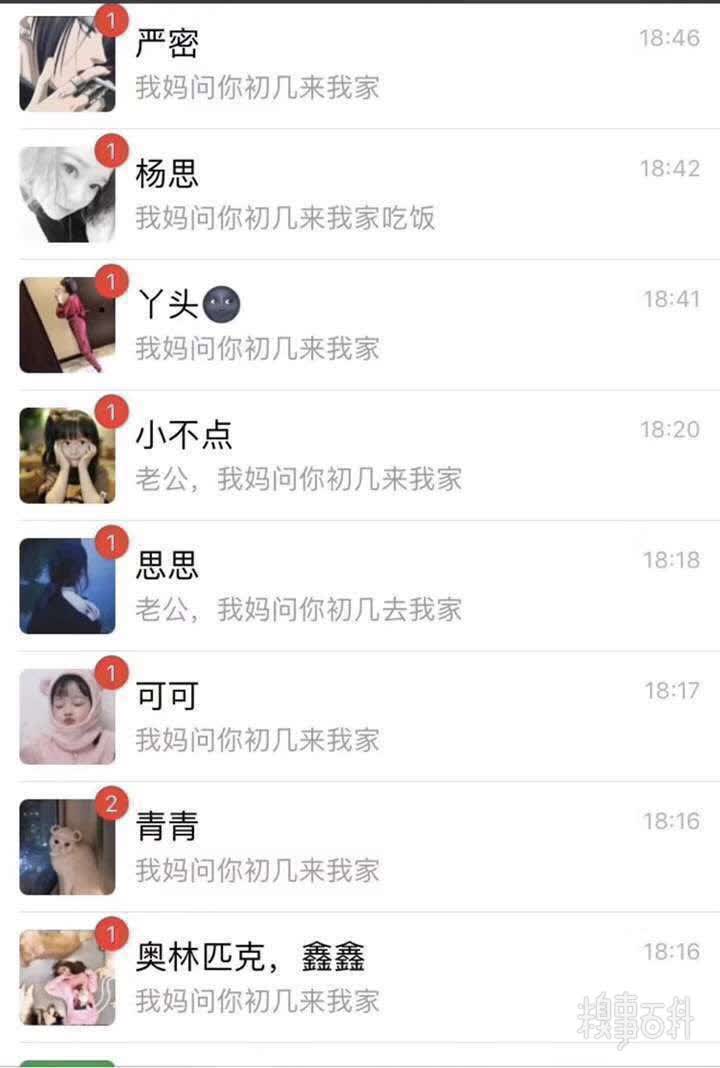 1
严密
18:46
我妈问你初几来我家
1
杨思
18:42
我妈问你初几来我家吃饭
1
丫头🌚
18:41
我妈问你初几来我家
1
小不点
18:20
老公，我妈问你初几来我家
1
思思
18:18
老公，我妈问你初几去我家
1
可可
18:17
我妈问你初几来我家
2
青青
18:16
我妈问你初几来我家
1
奥林匹克，鑫鑫
18:16
我妈问你初几来我家
糗事百科